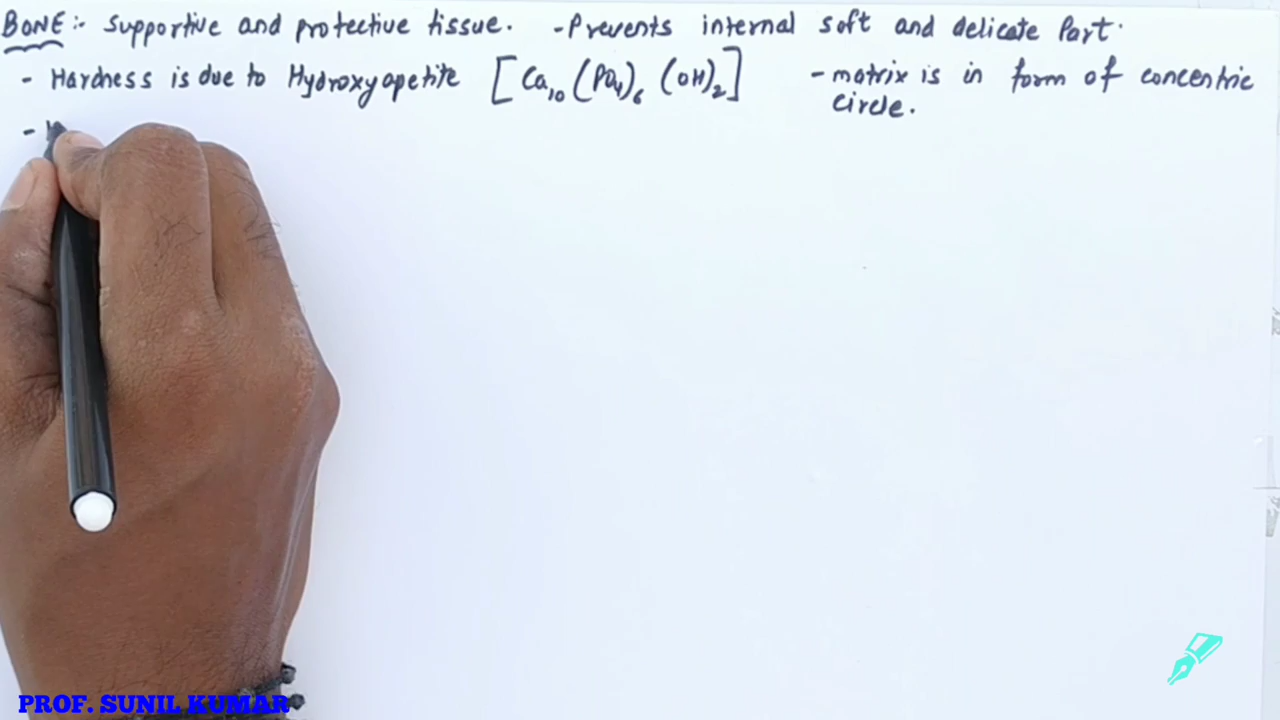 BONE :- Supportive and protective tissue. - Prevents internal soft and delicate Part.
- Hardness is due to Hydroxyapetite [Ca₁₀ (PO₄)₆ (OH)₂] - matrix is in form of concentric
circle.
-
PROF. SUNIL KUMAR